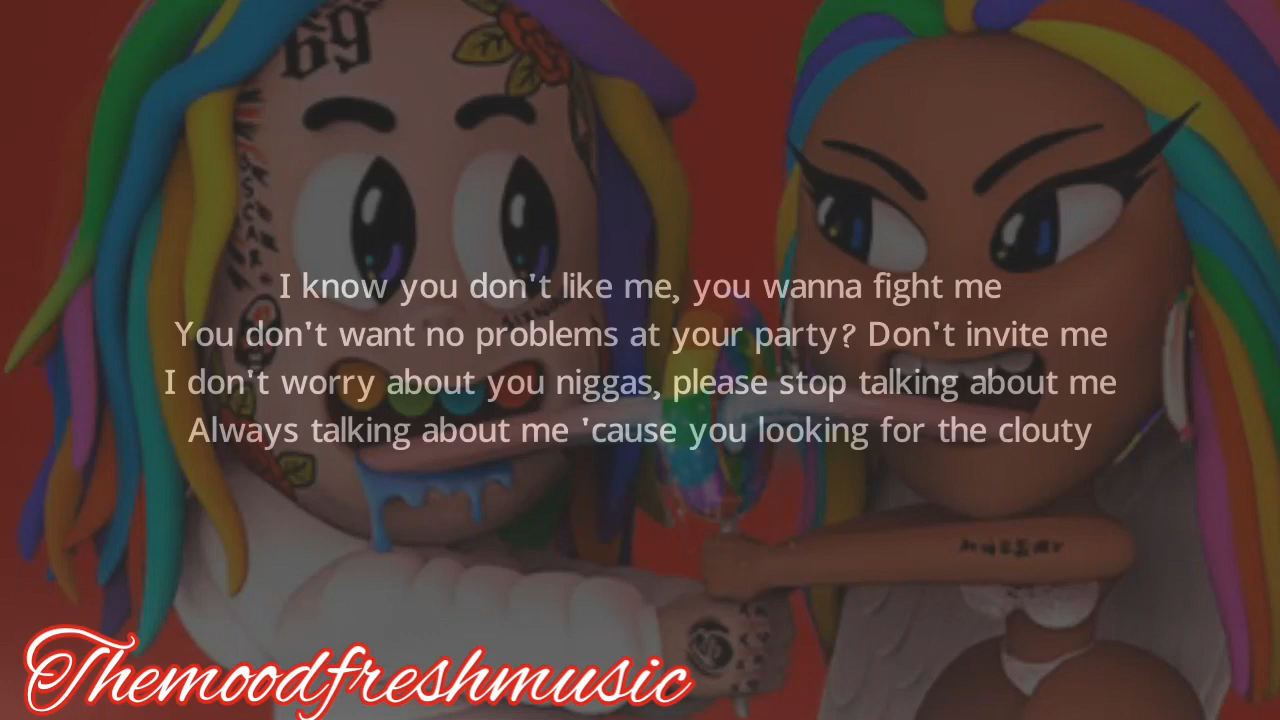 69
SCAR
I know you don't like me, you wanna fight me
You don't want no problems at your party? Don't invite me
I don't worry about you niggas, please stop talking about me
Always talking about me 'cause you looking for the clouty
Themoodfreshmusic